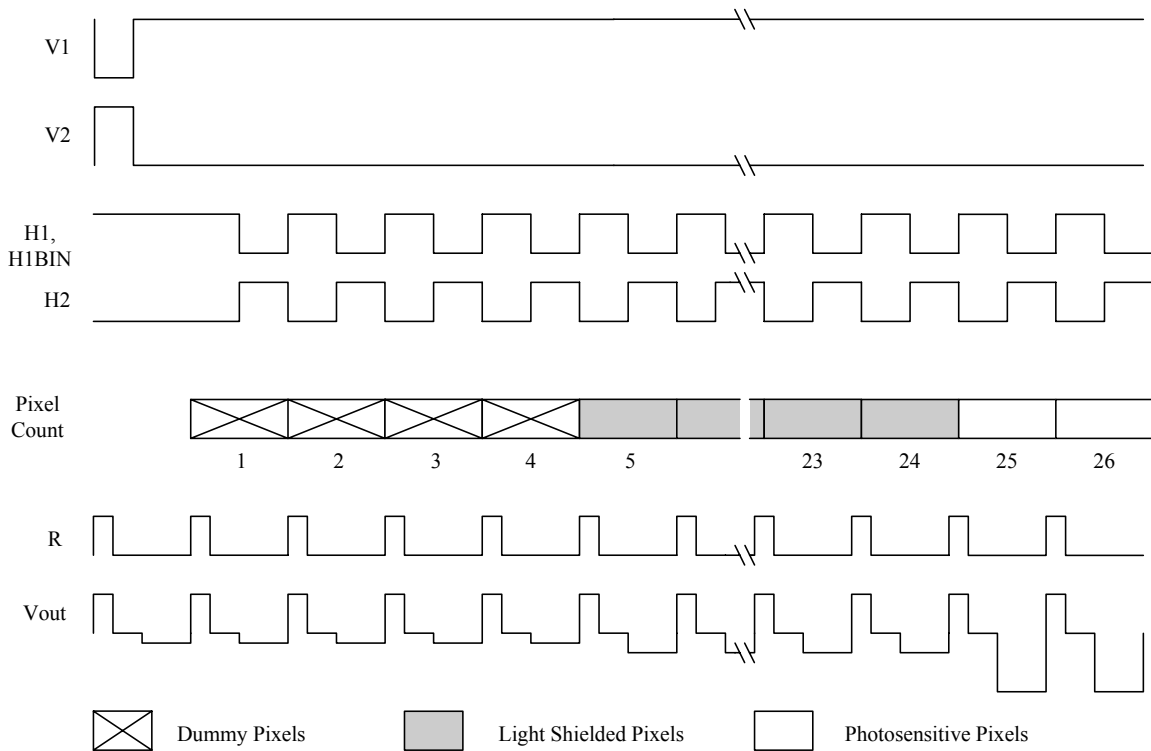 V1
V2
H1,
H1BIN
H2
Pixel
Count
1 2 3 4 5 23 24 25 26
R
Vout
Dummy Pixels Light Shielded Pixels Photosensitive Pixels